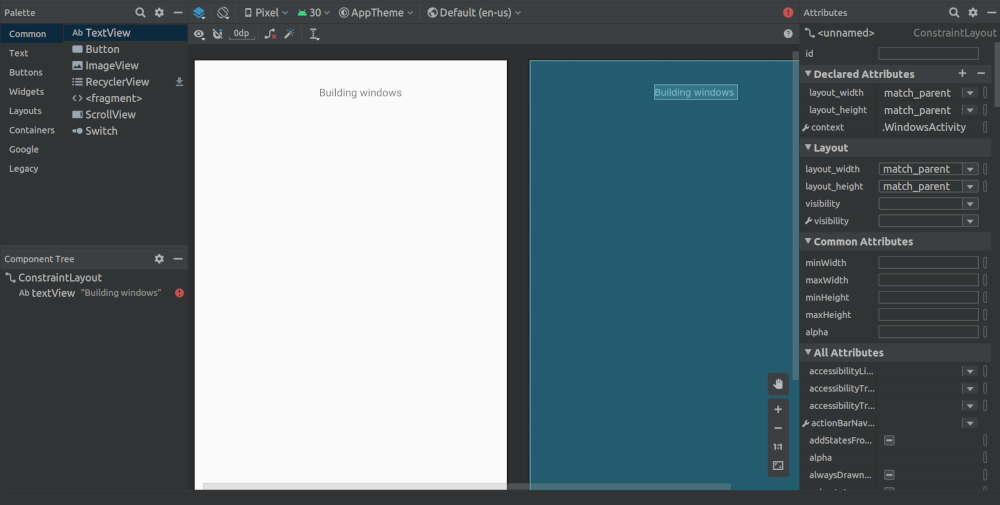 Palette
Pixel
30
AppTheme
Default (en-us)
Attributes
Common
Text
Buttons
Widgets
Layouts
Containers
Google
Legacy
Ab TextView
Button
ImageView
RecyclerView
<> <fragment>
ScrollView
Switch
0dp
Building windows
Building windows
1:1
Component Tree
ConstraintLayout
Ab textView "Building windows"
<unnamed> ConstraintLayout
id
Declared Attributes
layout_width match_parent
layout_height match_parent
context .WindowsActivity
Layout
layout_width match_parent
layout_height match_parent
visibility
visibility
Common Attributes
minWidth
maxWidth
minHeight
maxHeight
alpha
All Attributes
accessibilityLi...
accessibilityTr...
accessibilityTr...
actionBarNav...
addStatesFro...
alpha
alwaysDrawn...